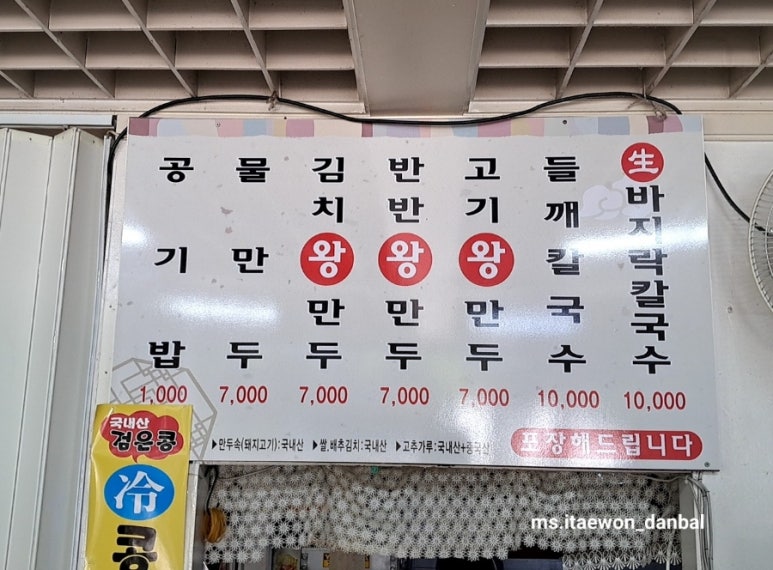 生바지락칼국수 10,000
들깨칼국수 10,000
고기왕만두 7,000
반반왕만두 7,000
김치왕만두 7,000
물만두 7,000
공기밥 1,000
▶만두속(돼지고기):국내산 ▶쌀,배추김치:국내산 ▶고추가루:국내산+중국산
포장해드립니다
국내산
검은콩
冷
콩
ms.itaewon_danbal